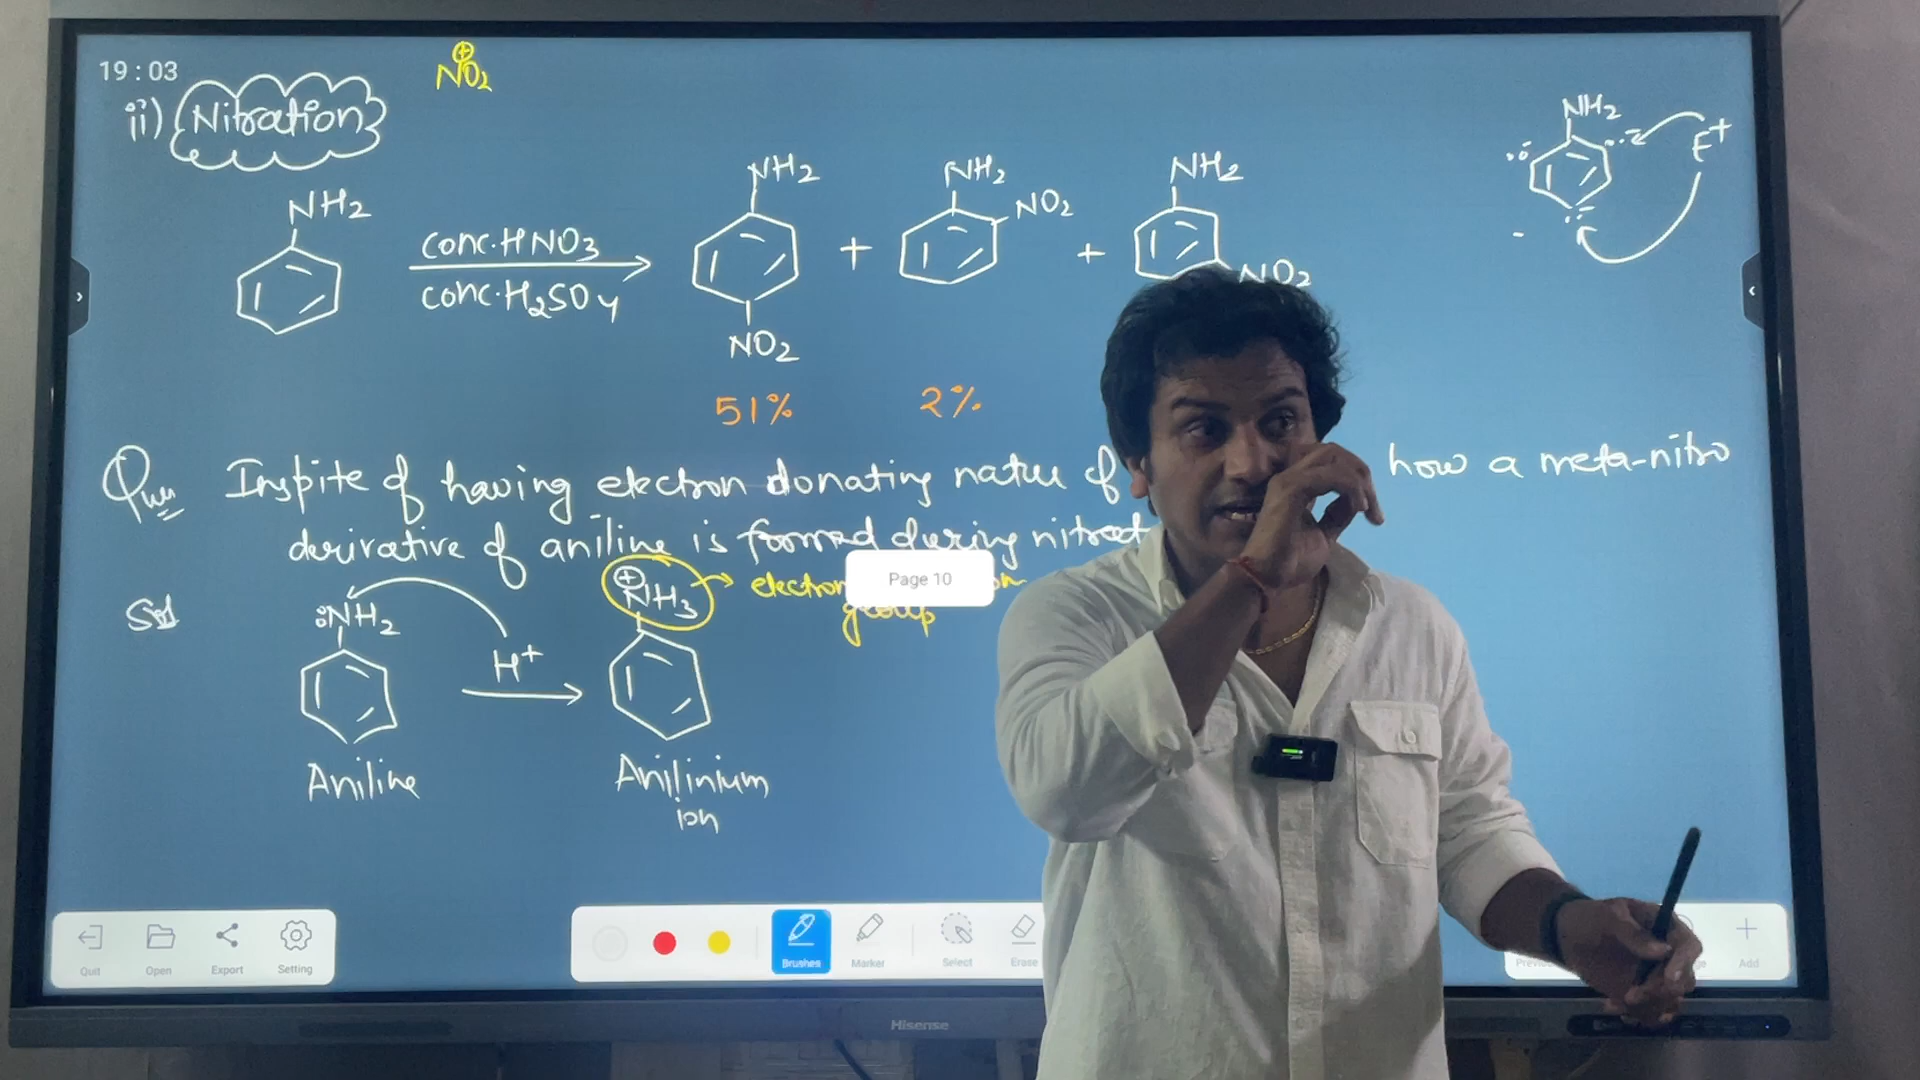 19:03
NO2 ⊕
ii) Nitration
NH2
conc.HNO3
conc.H2SO4
NH2
NO2
+
NH2
NO2
+
NH2
NO2
NH2
E+
51%
2%
Que Inspite of having electron donating nature of how a meta-nitro
derivative of aniline is formed during nitrat
Sol
NH2
H+
⊕
NH3
electron
group
Page 10
Aniline
Anilinium
ion
Quit
Open
Export
Setting
Brushes
Marker
Select
Erase
Add
Hisense